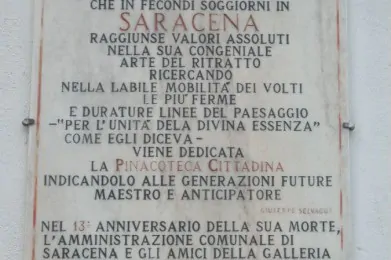 CHE IN FECONDI SOGGIORNI IN
SARACENA
RAGGIUNSE VALORI ASSOLUTI
NELLA SUA CONGENIALE
ARTE DEL RITRATTO
RICERCANDO
NELLA LABILE MOBILITÀ DEI VOLTI
LE PIÙ FERME
E DURATURE LINEE DEL PAESAGGIO
-"PER L'UNITÀ DELA DIVINA ESSENZA"
COME EGLI DICEVA-
VIENE DEDICATA
LA PINACOTECA CITTADINA
INDICANDOLO ALLE GENERAZIONI FUTURE
MAESTRO E ANTICIPATORE
GIUSEPPE SELVAGGI
NEL 13° ANNIVERSARIO DELLA SUA MORTE,
L'AMMINISTRAZIONE COMUNALE DI
SARACENA E GLI AMICI DELLA GALLERIA